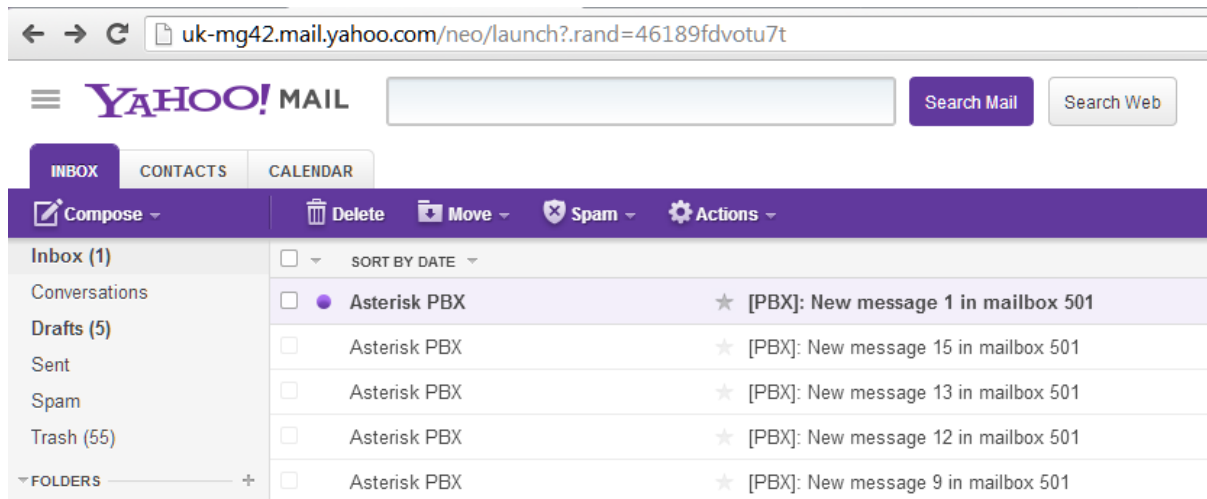 uk-mg42.mail.yahoo.com/neo/launch?.rand=46189fdvotu7t
YAHOO! MAIL Search Mail Search Web
INBOX CONTACTS CALENDAR
Compose Delete Move Spam Actions
Inbox (1) SORT BY DATE
Conversations Asterisk PBX [PBX]: New message 1 in mailbox 501
Drafts (5) Asterisk PBX [PBX]: New message 15 in mailbox 501
Sent
Spam Asterisk PBX [PBX]: New message 13 in mailbox 501
Trash (55) Asterisk PBX [PBX]: New message 12 in mailbox 501
FOLDERS Asterisk PBX [PBX]: New message 9 in mailbox 501